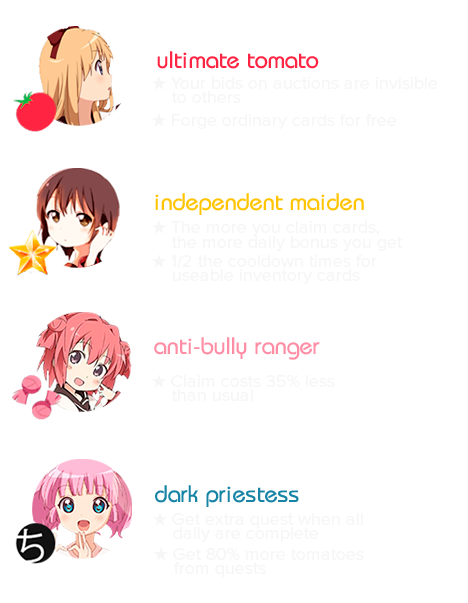 ultimate tomato
★ Your bids on auctions are invisible
to others
★ Forge ordinary cards for free
independent maiden
★ The more you claim cards,
the more daily bonus you get
★ 1/2 the cooldown times for
useable inventory cards
anti-bully ranger
★ Claim costs 35% less
than usual
dark priestess
★ Get extra quest when all
daily are complete
★ Get 80% more tomatoes
from quests
ち